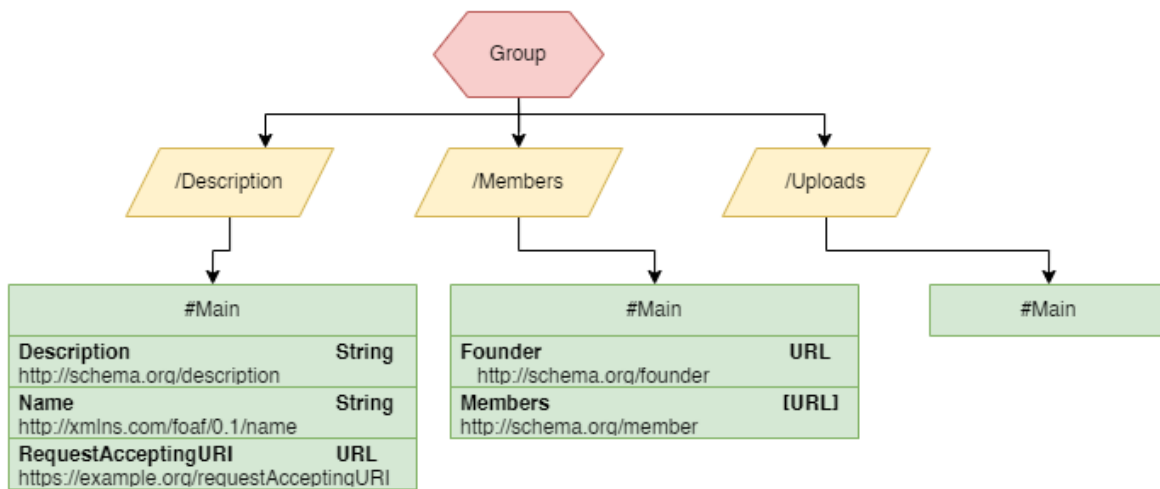 Group
/Description
/Members
/Uploads
#Main
Description String
http://schema.org/description
Name String
http://xmlns.com/foaf/0.1/name
RequestAcceptingURI URL
https://example.org/requestAcceptingURI
#Main
Founder URL
http://schema.org/founder
Members [URL]
http://schema.org/member
#Main